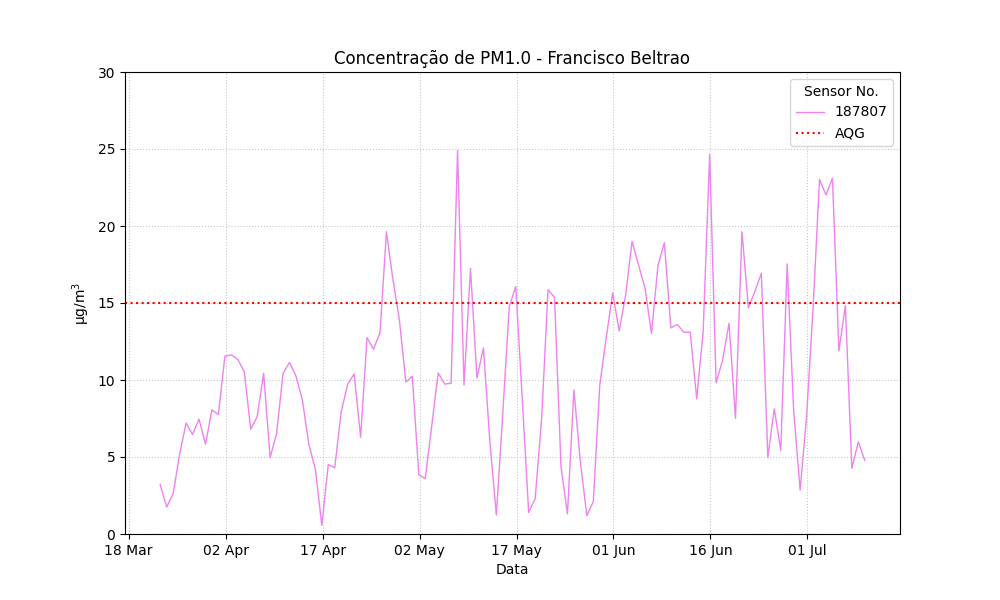 Concentração de PM1.0 - Francisco Beltrao
30
25
20
15
10
5
0
µg/m³
Sensor No.
187807
AQG
18 Mar 02 Apr 17 Apr 02 May 17 May 01 Jun 16 Jun 01 Jul
Data